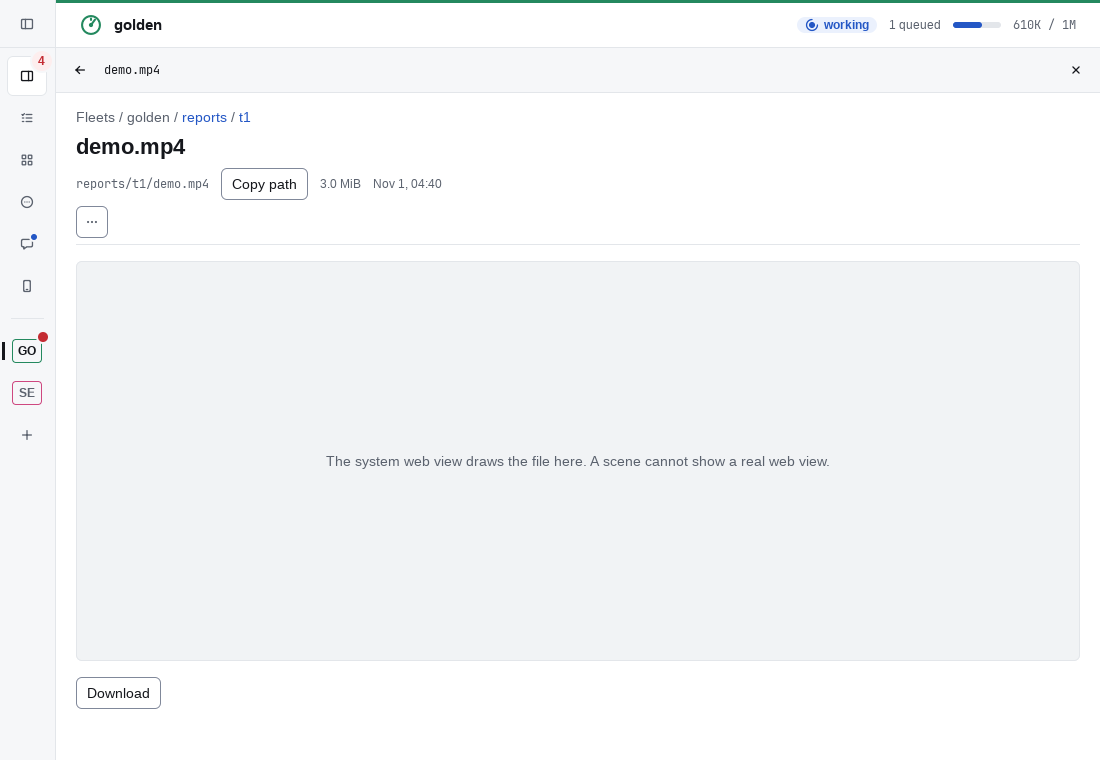 golden
working
1 queued
610K / 1M
4
demo.mp4
Fleets / golden / reports / t1
demo.mp4
reports/t1/demo.mp4
Copy path
3.0 MiB
Nov 1, 04:40
GO
SE
The system web view draws the file here. A scene cannot show a real web view.
Download